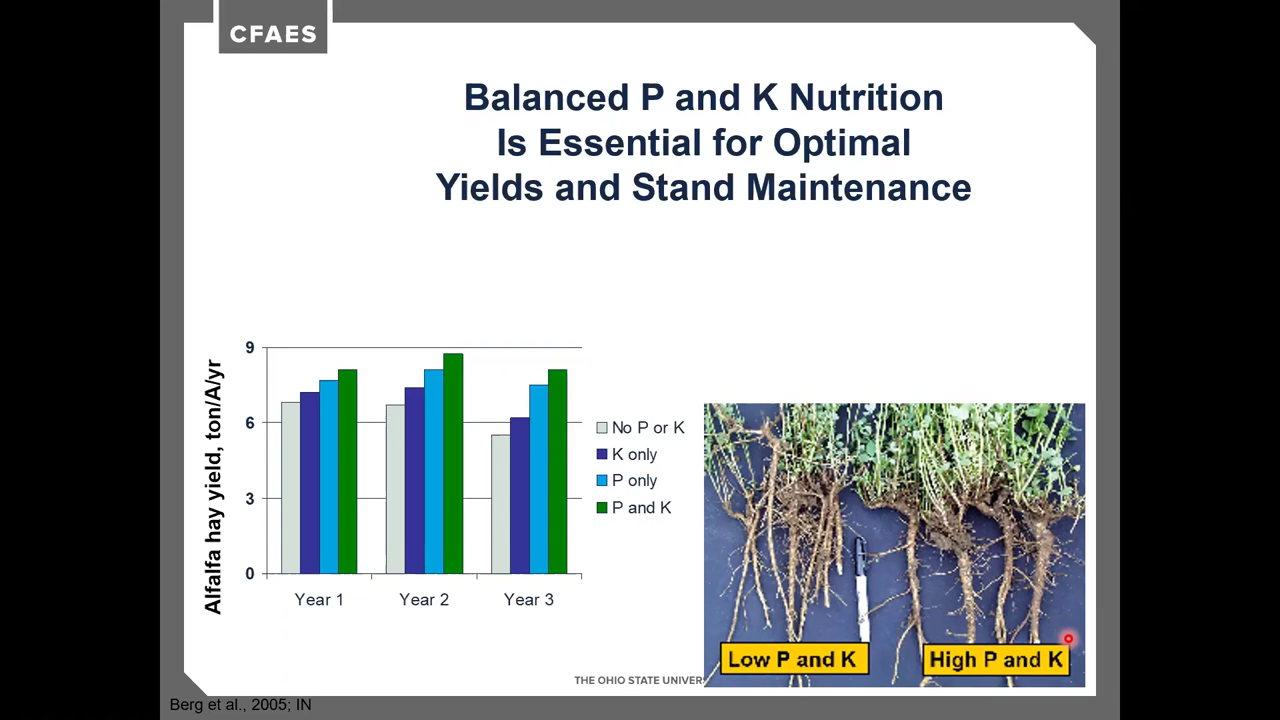 CFAES
Balanced P and K Nutrition
Is Essential for Optimal
Yields and Stand Maintenance
Alfalfa hay yield, ton/A/yr
9
6
3
0
Year 1
Year 2
Year 3
No P or K
K only
P only
P and K
Low P and K
High P and K
THE OHIO STATE
Berg et al., 2005; IN